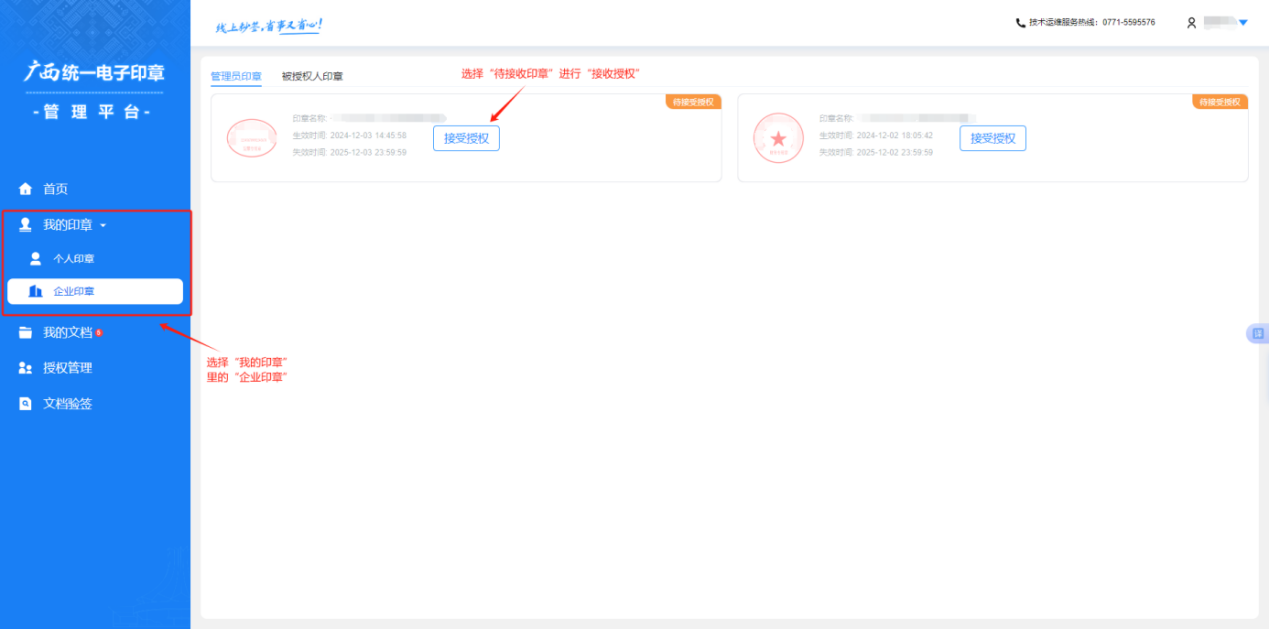 线上钤签，省事又省心！
技术运维服务热线：0771-5595576
广西统一电子印章
-管理平台-
首页
我的印章
个人印章
企业印章
我的文档
授权管理
文档验签
管理员印章
被授权人印章
选择“待接收印章”进行“接收授权”
待接受授权
印章名称:
生效时间: 2024-12-03 14:45:58
失效时间: 2025-12-03 23:59:59
接受授权
待接受授权
印章名称:
生效时间: 2024-12-02 18:05:42
失效时间: 2025-12-02 23:59:59
接受授权
选择“我的印章”
里的“企业印章”